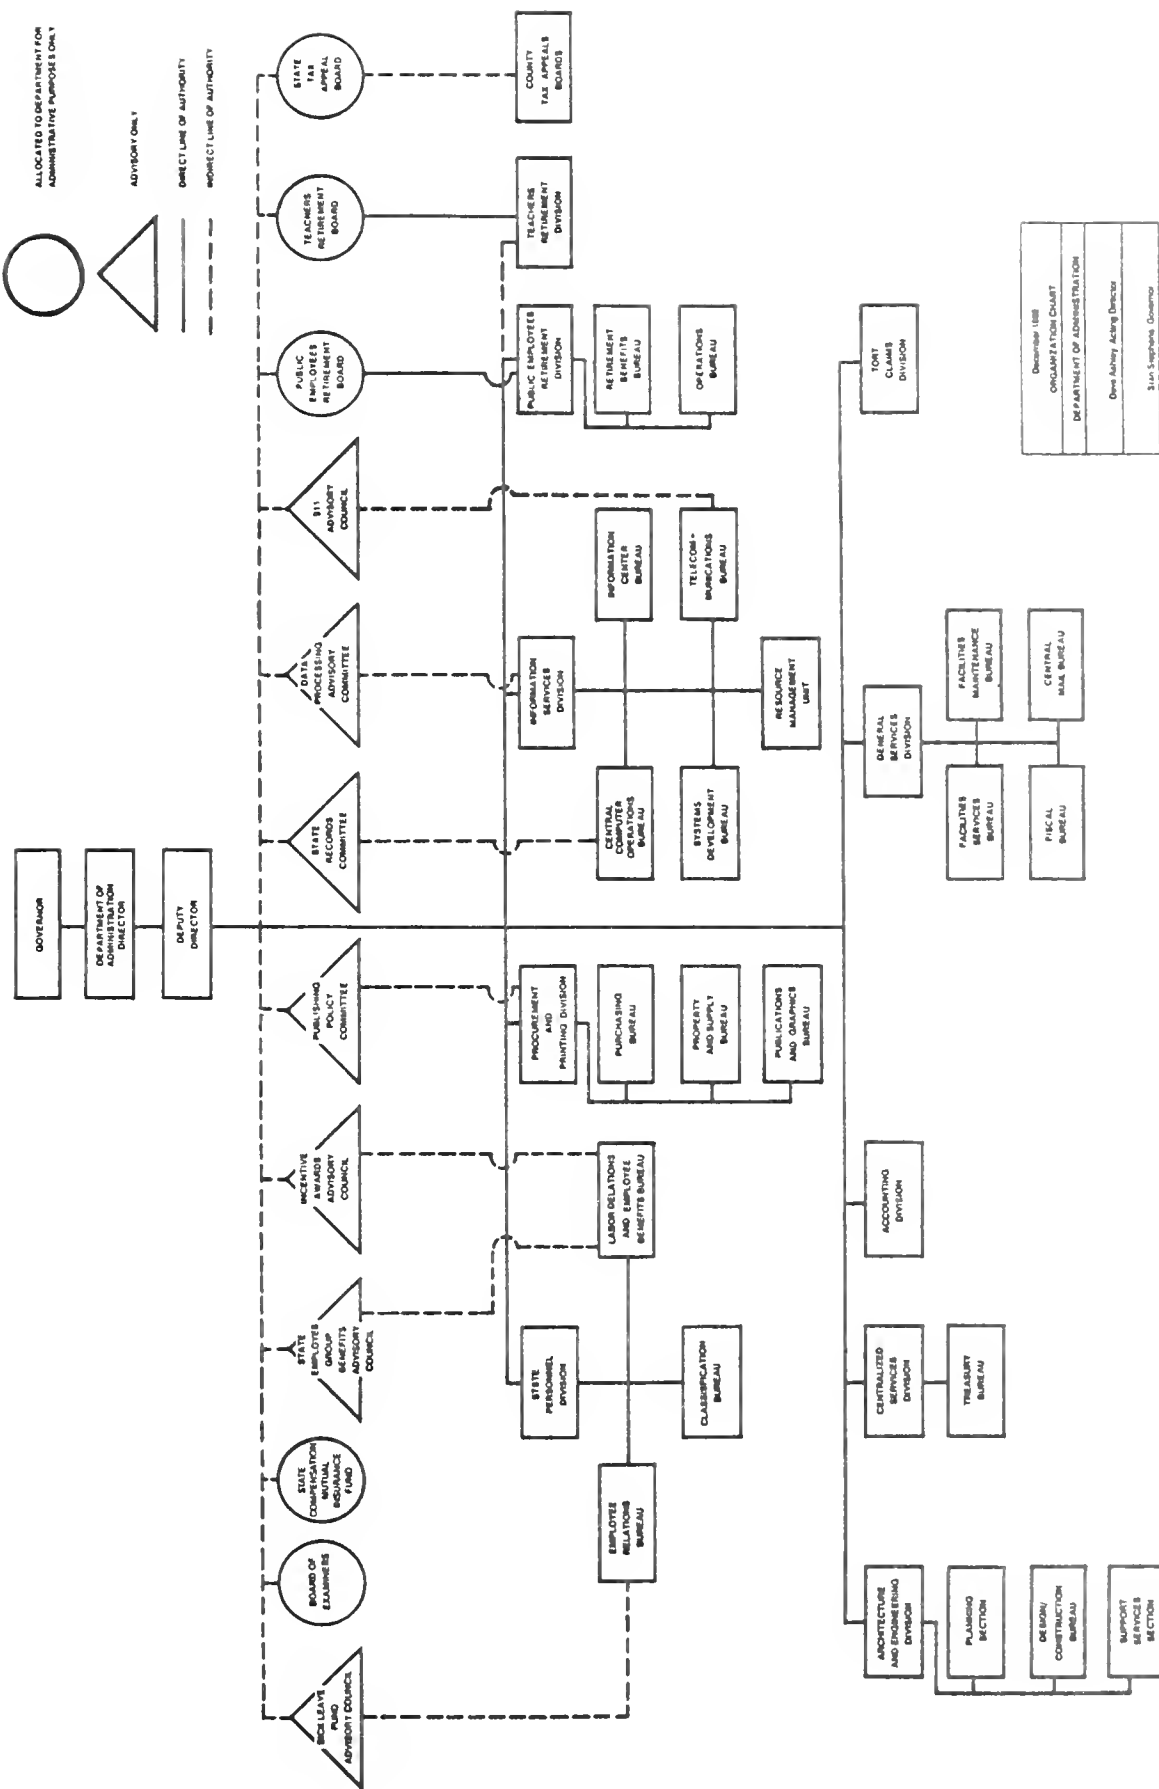 GOVERNOR
DEPARTMENT OF
ADMINISTRATION
DIRECTOR
DEPUTY
DIRECTOR
ALLOCATED TO DEPARTMENT FOR
ADMINISTRATIVE PURPOSES ONLY
ADVISORY ONLY
DIRECT LINE OF AUTHORITY
INDIRECT LINE OF AUTHORITY
SICK LEAVE
FUND
ADVISORY COUNCIL
BOARD OF
EXAMINERS
STATE
COMPENSATION
MUTUAL
INSURANCE
FUND
STATE
EMPLOYEE
GROUP
BENEFITS
ADVISORY
COUNCIL
INCENTIVE
AWARDS
ADVISORY
COUNCIL
PUBLISHING
POLICY
COMMITTEE
STATE
RECORDS
COMMITTEE
DATA
PROCESSING
ADVISORY
COMMITTEE
911
ADVISORY
COUNCIL
PUBLIC
EMPLOYEES
RETIREMENT
BOARD
TEACHERS
RETIREMENT
BOARD
STATE
TAX
APPEAL
BOARD
STATE
PERSONNEL
DIVISION
PROCUREMENT
AND
PRINTING DIVISION
INFORMATION
SERVICES
DIVISION
PUBLIC EMPLOYEES
RETIREMENT
DIVISION
TEACHERS
RETIREMENT
DIVISION
COUNTY
TAX APPEALS
BOARDS
EMPLOYEE
RELATIONS
BUREAU
LABOR RELATIONS
AND EMPLOYEE
BENEFITS BUREAU
PURCHASING
BUREAU
CENTRAL
COMPUTER
OPERATIONS
BUREAU
INFORMATION
CENTER
BUREAU
RETIREMENT
BENEFITS
BUREAU
CLASSIFICATION
BUREAU
PROPERTY
AND SUPPLY
BUREAU
SYSTEMS
DEVELOPMENT
BUREAU
TELECOM-
MUNICATIONS
BUREAU
OPERATIONS
BUREAU
PUBLICATIONS
AND GRAPHICS
BUREAU
RESOURCE
MANAGEMENT
UNIT
ARCHITECTURE
AND ENGINEERING
DIVISION
CENTRALIZED
SERVICES
DIVISION
ACCOUNTING
DIVISION
GENERAL
SERVICES
DIVISION
TORT
CLAIMS
DIVISION
PLANNING
SECTION
TREASURY
BUREAU
FACILITIES
SERVICES
BUREAU
FACILITIES
MAINTENANCE
BUREAU
DESIGN/
CONSTRUCTION
BUREAU
FISCAL
BUREAU
CENTRAL
MAIL BUREAU
SUPPORT
SERVICES
SECTION
December
ORGANIZATION CHART
DEPARTMENT OF ADMINISTRATION
Dave Ashley Acting Director
Stan Stephens Governor